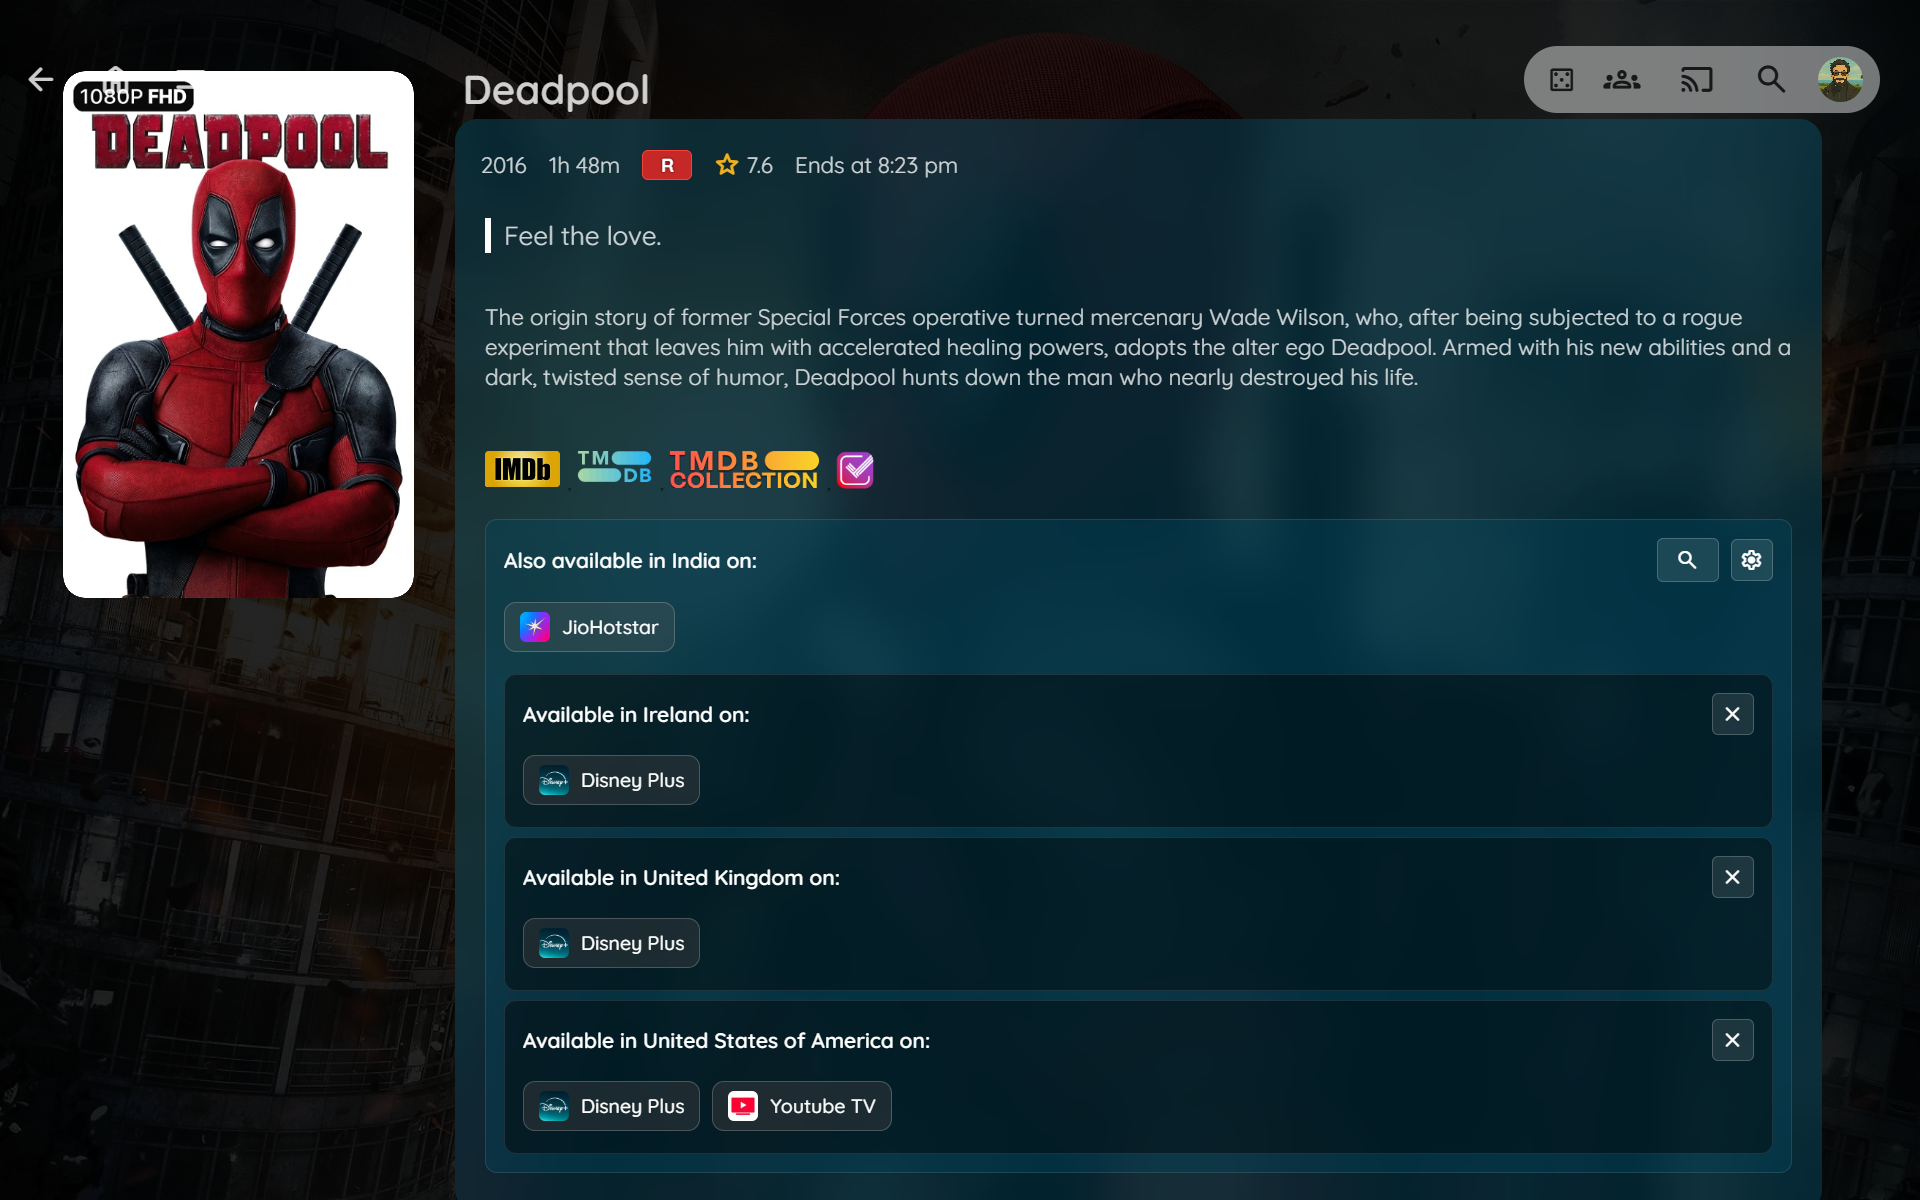 1080P FHD
DEADPOOL
Deadpool
2016 1h 48m R 7.6 Ends at 8:23 pm
Feel the love.
The origin story of former Special Forces operative turned mercenary Wade Wilson, who, after being subjected to a rogue
experiment that leaves him with accelerated healing powers, adopts the alter ego Deadpool. Armed with his new abilities and a
dark, twisted sense of humor, Deadpool hunts down the man who nearly destroyed his life.
IMDb TMDB TMDB COLLECTION
Also available in India on:
JioHotstar
Available in Ireland on:
Disney+ Disney Plus
Available in United Kingdom on:
Disney+ Disney Plus
Available in United States of America on:
Disney+ Disney Plus Youtube TV